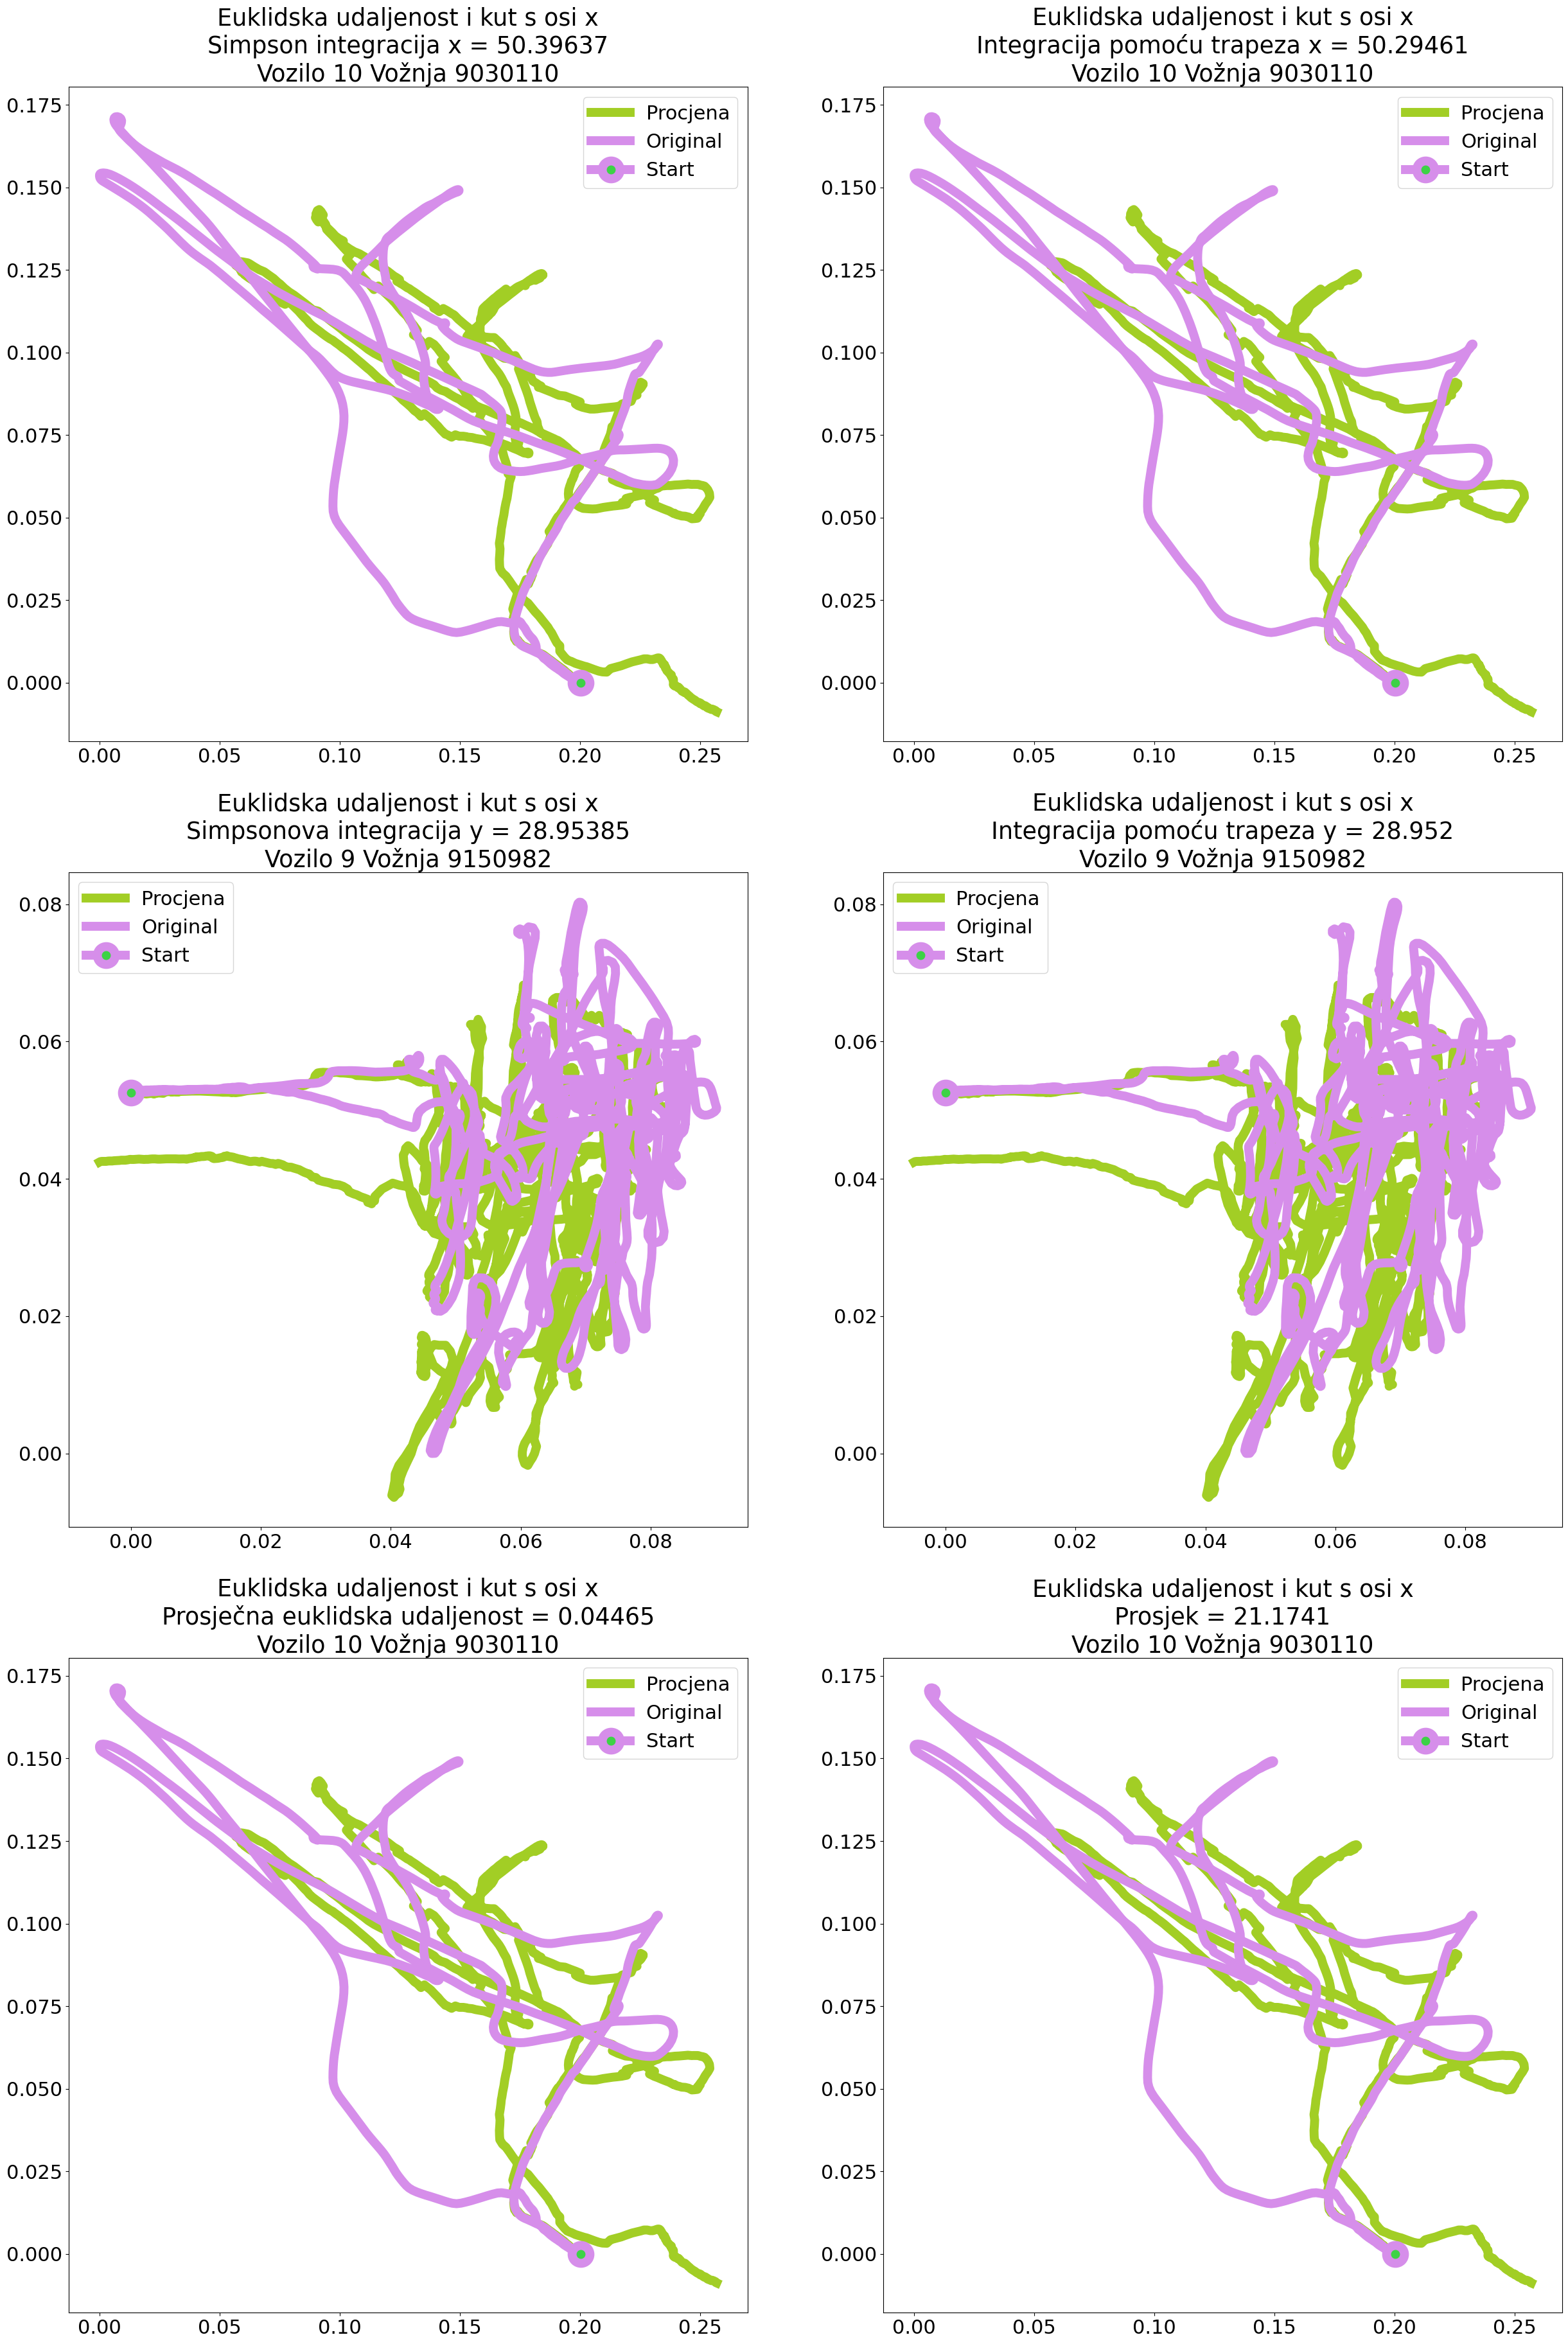 Euklidska udaljenost i kut s osi x
Simpson integracija x = 50.39637
Vozilo 10 Vožnja 9030110
0.175
0.150
0.125
0.100
0.075
0.050
0.025
0.000
0.00 0.05 0.10 0.15 0.20 0.25
Procjena
Original
Start
Euklidska udaljenost i kut s osi x
Integracija pomoću trapeza x = 50.29461
Vozilo 10 Vožnja 9030110
0.175
0.150
0.125
0.100
0.075
0.050
0.025
0.000
0.00 0.05 0.10 0.15 0.20 0.25
Procjena
Original
Start
Euklidska udaljenost i kut s osi x
Simpsonova integracija y = 28.95385
Vozilo 9 Vožnja 9150982
0.08
0.06
0.04
0.02
0.00
0.00 0.02 0.04 0.06 0.08
Procjena
Original
Start
Euklidska udaljenost i kut s osi x
Integracija pomoću trapeza y = 28.952
Vozilo 9 Vožnja 9150982
0.08
0.06
0.04
0.02
0.00
0.00 0.02 0.04 0.06 0.08
Procjena
Original
Start
Euklidska udaljenost i kut s osi x
Prosječna euklidska udaljenost = 0.04465
Vozilo 10 Vožnja 9030110
0.175
0.150
0.125
0.100
0.075
0.050
0.025
0.000
0.00 0.05 0.10 0.15 0.20 0.25
Procjena
Original
Start
Euklidska udaljenost i kut s osi x
Prosjek = 21.1741
Vozilo 10 Vožnja 9030110
0.175
0.150
0.125
0.100
0.075
0.050
0.025
0.000
0.00 0.05 0.10 0.15 0.20 0.25
Procjena
Original
Start